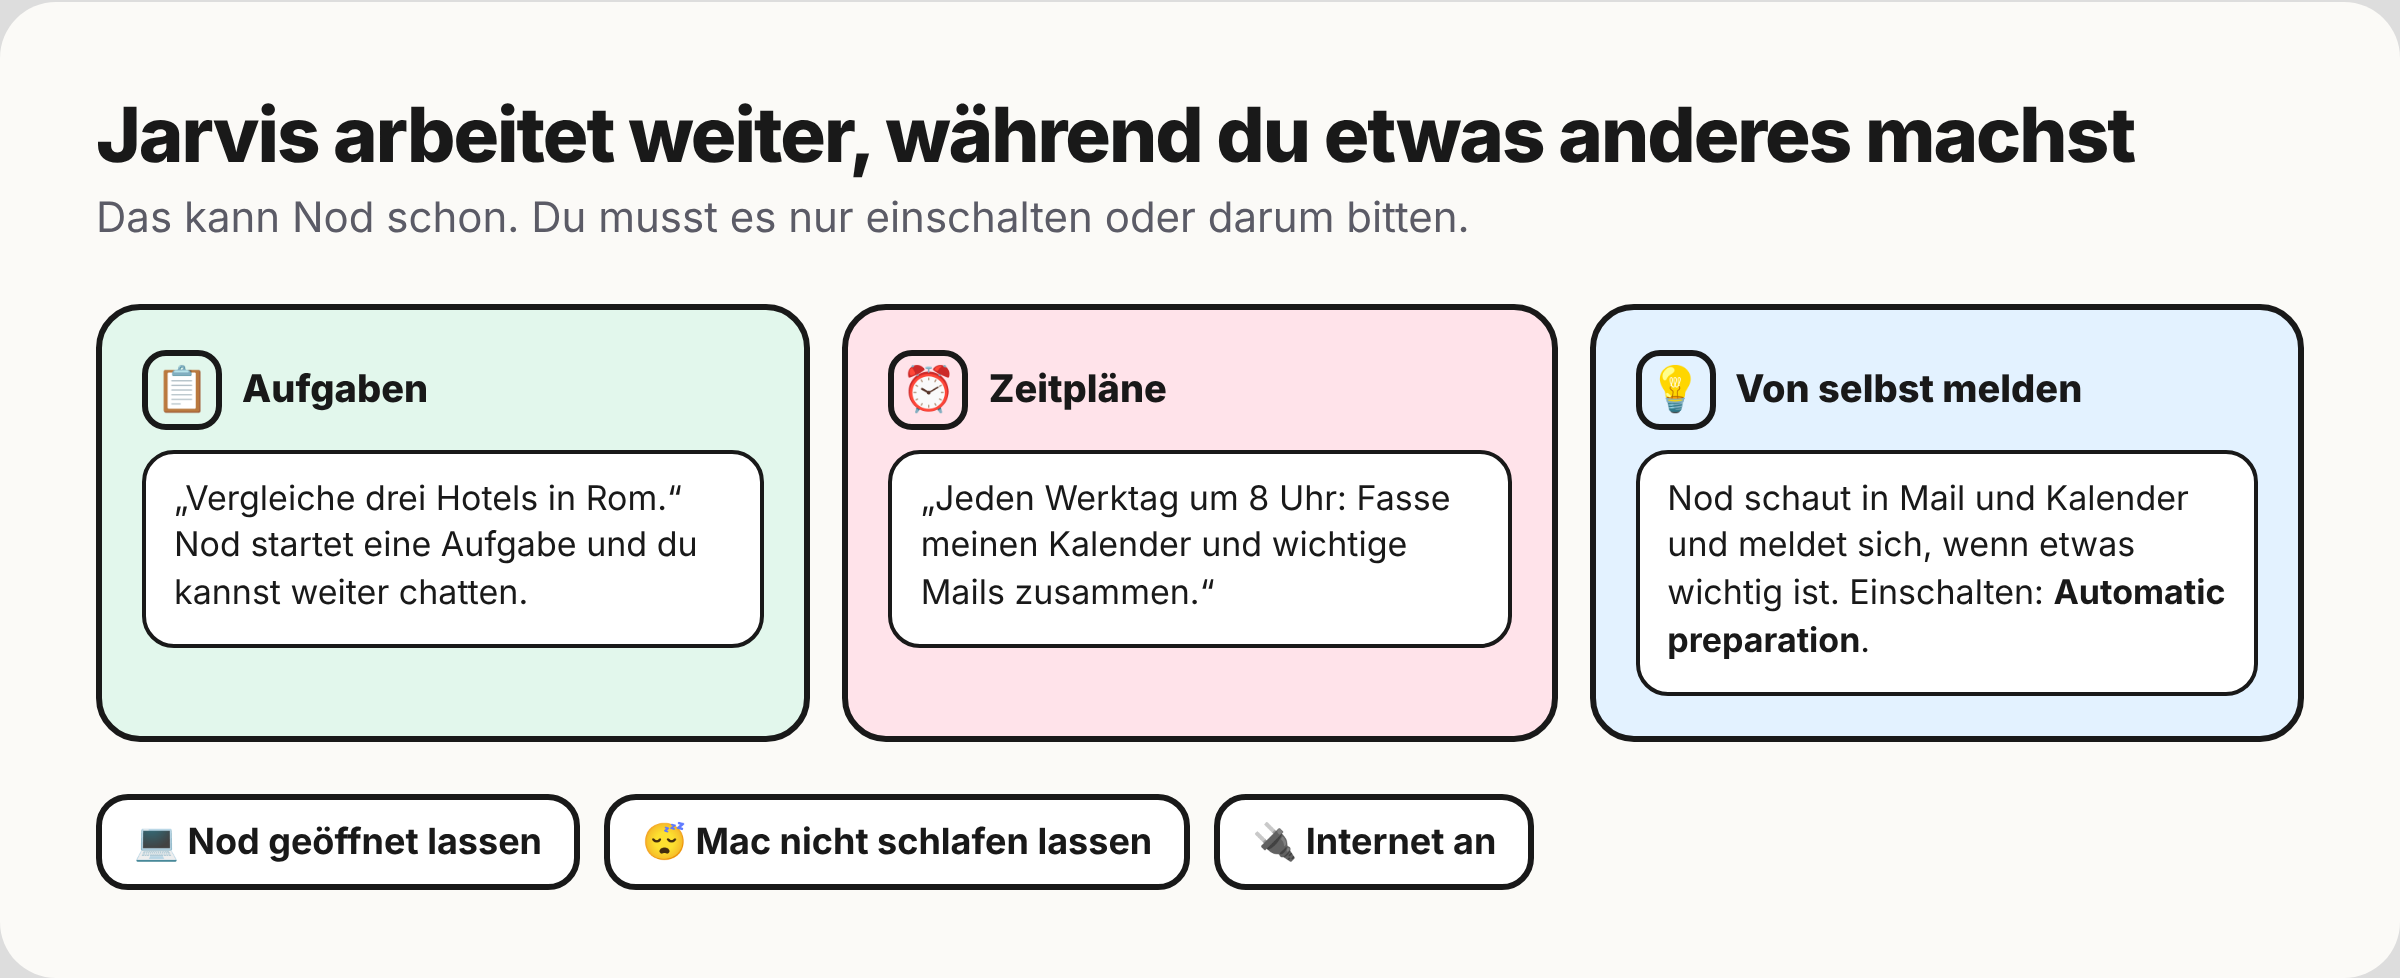 Jarvis arbeitet weiter, während du etwas anderes machst
Das kann Nod schon. Du musst es nur einschalten oder darum bitten.
Aufgaben
„Vergleiche drei Hotels in Rom.“
Nod startet eine Aufgabe und du
kannst weiter chatten.
Zeitpläne
„Jeden Werktag um 8 Uhr: Fasse
meinen Kalender und wichtige
Mails zusammen.“
Von selbst melden
Nod schaut in Mail und Kalender
und meldet sich, wenn etwas
wichtig ist. Einschalten: Automatic
preparation.
Nod geöffnet lassen
Mac nicht schlafen lassen
Internet an